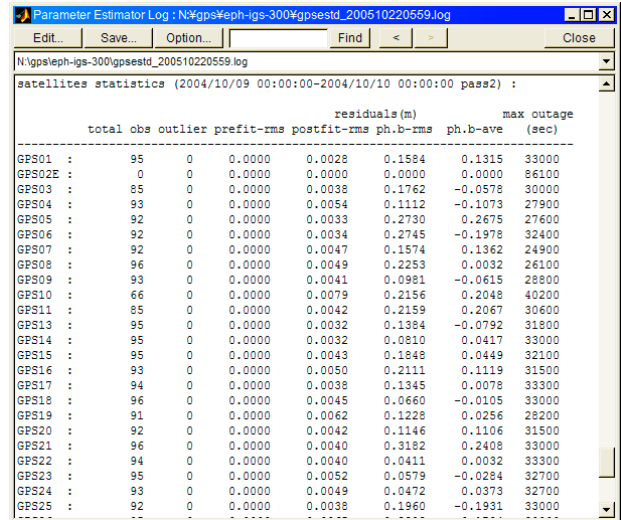 Parameter Estimator Log : N:¥gps¥eph-igs-300¥gpsestd_200510220559.log
Edit... Save... Option... Find < > Close
N:\gps\eph-igs-300\gpsestd_200510220559.log
satellites statistics (2004/10/09 00:00:00-2004/10/10 00:00:00 pass2) :
residuals(m) max outage
total obs outlier prefit-rms postfit-rms ph.b-rms ph.b-ave (sec)
--------------------------------------------------------------------------------
GPS01 : 95 0 0.0000 0.0028 0.1584 0.1315 33000
GPS02E : 0 0 0.0000 0.0000 0.0000 0.0000 86100
GPS03 : 85 0 0.0000 0.0038 0.1762 -0.0578 30000
GPS04 : 93 0 0.0000 0.0054 0.1112 -0.1073 27900
GPS05 : 92 0 0.0000 0.0033 0.2730 0.2675 27600
GPS06 : 92 0 0.0000 0.0034 0.2745 -0.1978 32400
GPS07 : 92 0 0.0000 0.0047 0.1574 0.1362 24900
GPS08 : 96 0 0.0000 0.0049 0.2253 0.0032 26100
GPS09 : 93 0 0.0000 0.0041 0.0981 -0.0615 28800
GPS10 : 66 0 0.0000 0.0079 0.2156 0.2048 40200
GPS11 : 85 0 0.0000 0.0042 0.2159 0.2067 30600
GPS13 : 95 0 0.0000 0.0032 0.1384 -0.0792 31800
GPS14 : 95 0 0.0000 0.0032 0.0810 0.0417 33000
GPS15 : 95 0 0.0000 0.0043 0.1848 0.0449 32100
GPS16 : 93 0 0.0000 0.0050 0.2111 0.1119 31500
GPS17 : 94 0 0.0000 0.0038 0.1345 0.0078 33300
GPS18 : 96 0 0.0000 0.0045 0.0660 -0.0105 33000
GPS19 : 91 0 0.0000 0.0062 0.1228 0.0256 28200
GPS20 : 92 0 0.0000 0.0042 0.1146 0.1106 31500
GPS21 : 96 0 0.0000 0.0040 0.3182 0.2408 33000
GPS22 : 94 0 0.0000 0.0040 0.0411 0.0032 33300
GPS23 : 95 0 0.0000 0.0052 0.0579 -0.0284 32700
GPS24 : 93 0 0.0000 0.0049 0.0472 0.0373 32700
GPS25 : 92 0 0.0000 0.0038 0.1960 -0.1931 33000